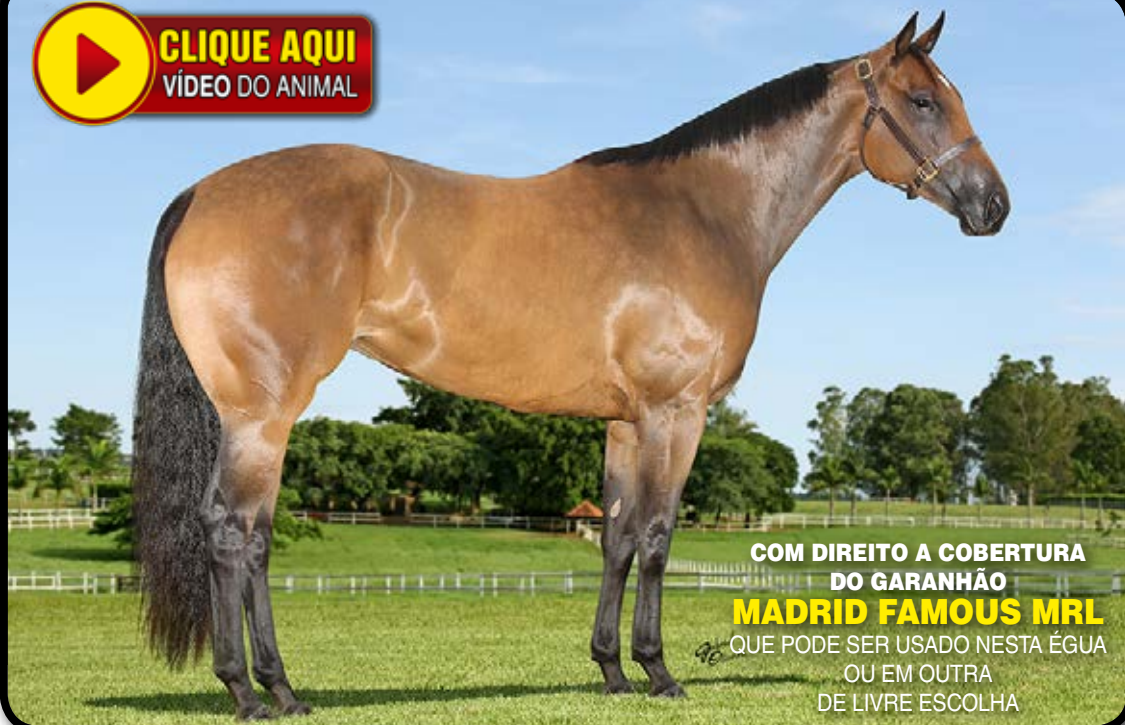 CLIQUE AQUI
VÍDEO DO ANIMAL
COM DIREITO A COBERTURA
DO GARANHÃO
MADRID FAMOUS MRL
QUE PODE SER USADO NESTA ÉGUA
OU EM OUTRA
DE LIVRE ESCOLHA